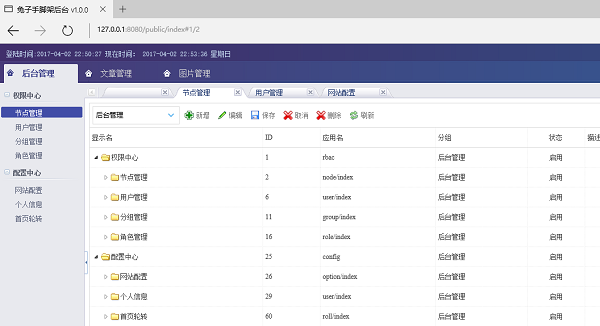 兔子手脚架后台 v1.0.0
127.0.0.1:8080/public/index#1/2
登陆时间:2017-04-02 22:50:27 现在时间: 2017-04-02 22:53:36 星期日
后台管理 文章管理 图片管理
权限中心
节点管理
用户管理
分组管理
角色管理
配置中心
网站配置
个人信息
首页轮转
节点管理 用户管理 网站配置
后台管理 新增 编辑 保存 取消 删除 刷新
显示名 ID 应用名 分组 状态 描述
权限中心 1 rbac 后台管理 启用
节点管理 2 node/index 后台管理 启用
用户管理 6 user/index 后台管理 启用
分组管理 11 group/index 后台管理 启用
角色管理 16 role/index 后台管理 启用
配置中心 25 config 后台管理 启用
网站配置 26 option/index 后台管理 启用
个人信息 29 user/index 后台管理 启用
首页轮转 60 roll/index 后台管理 启用